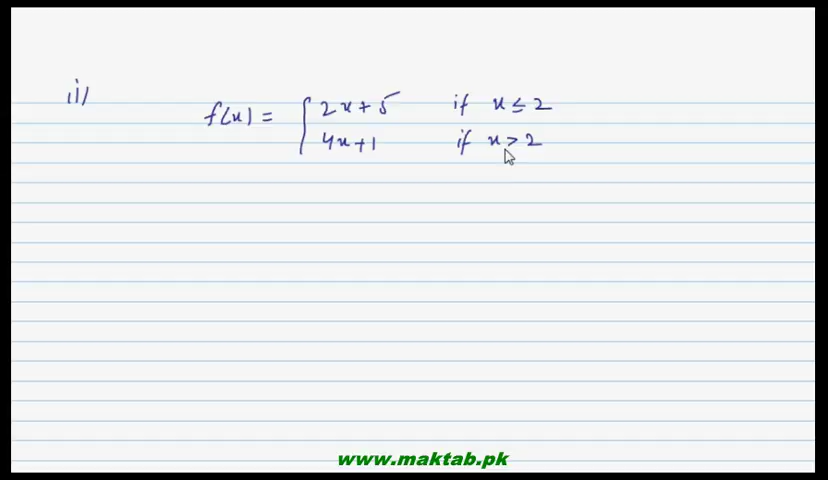 ii)
f(x) = { 2x + 5 if x ≤ 2
4x + 1 if x > 2
www.maktab.pk